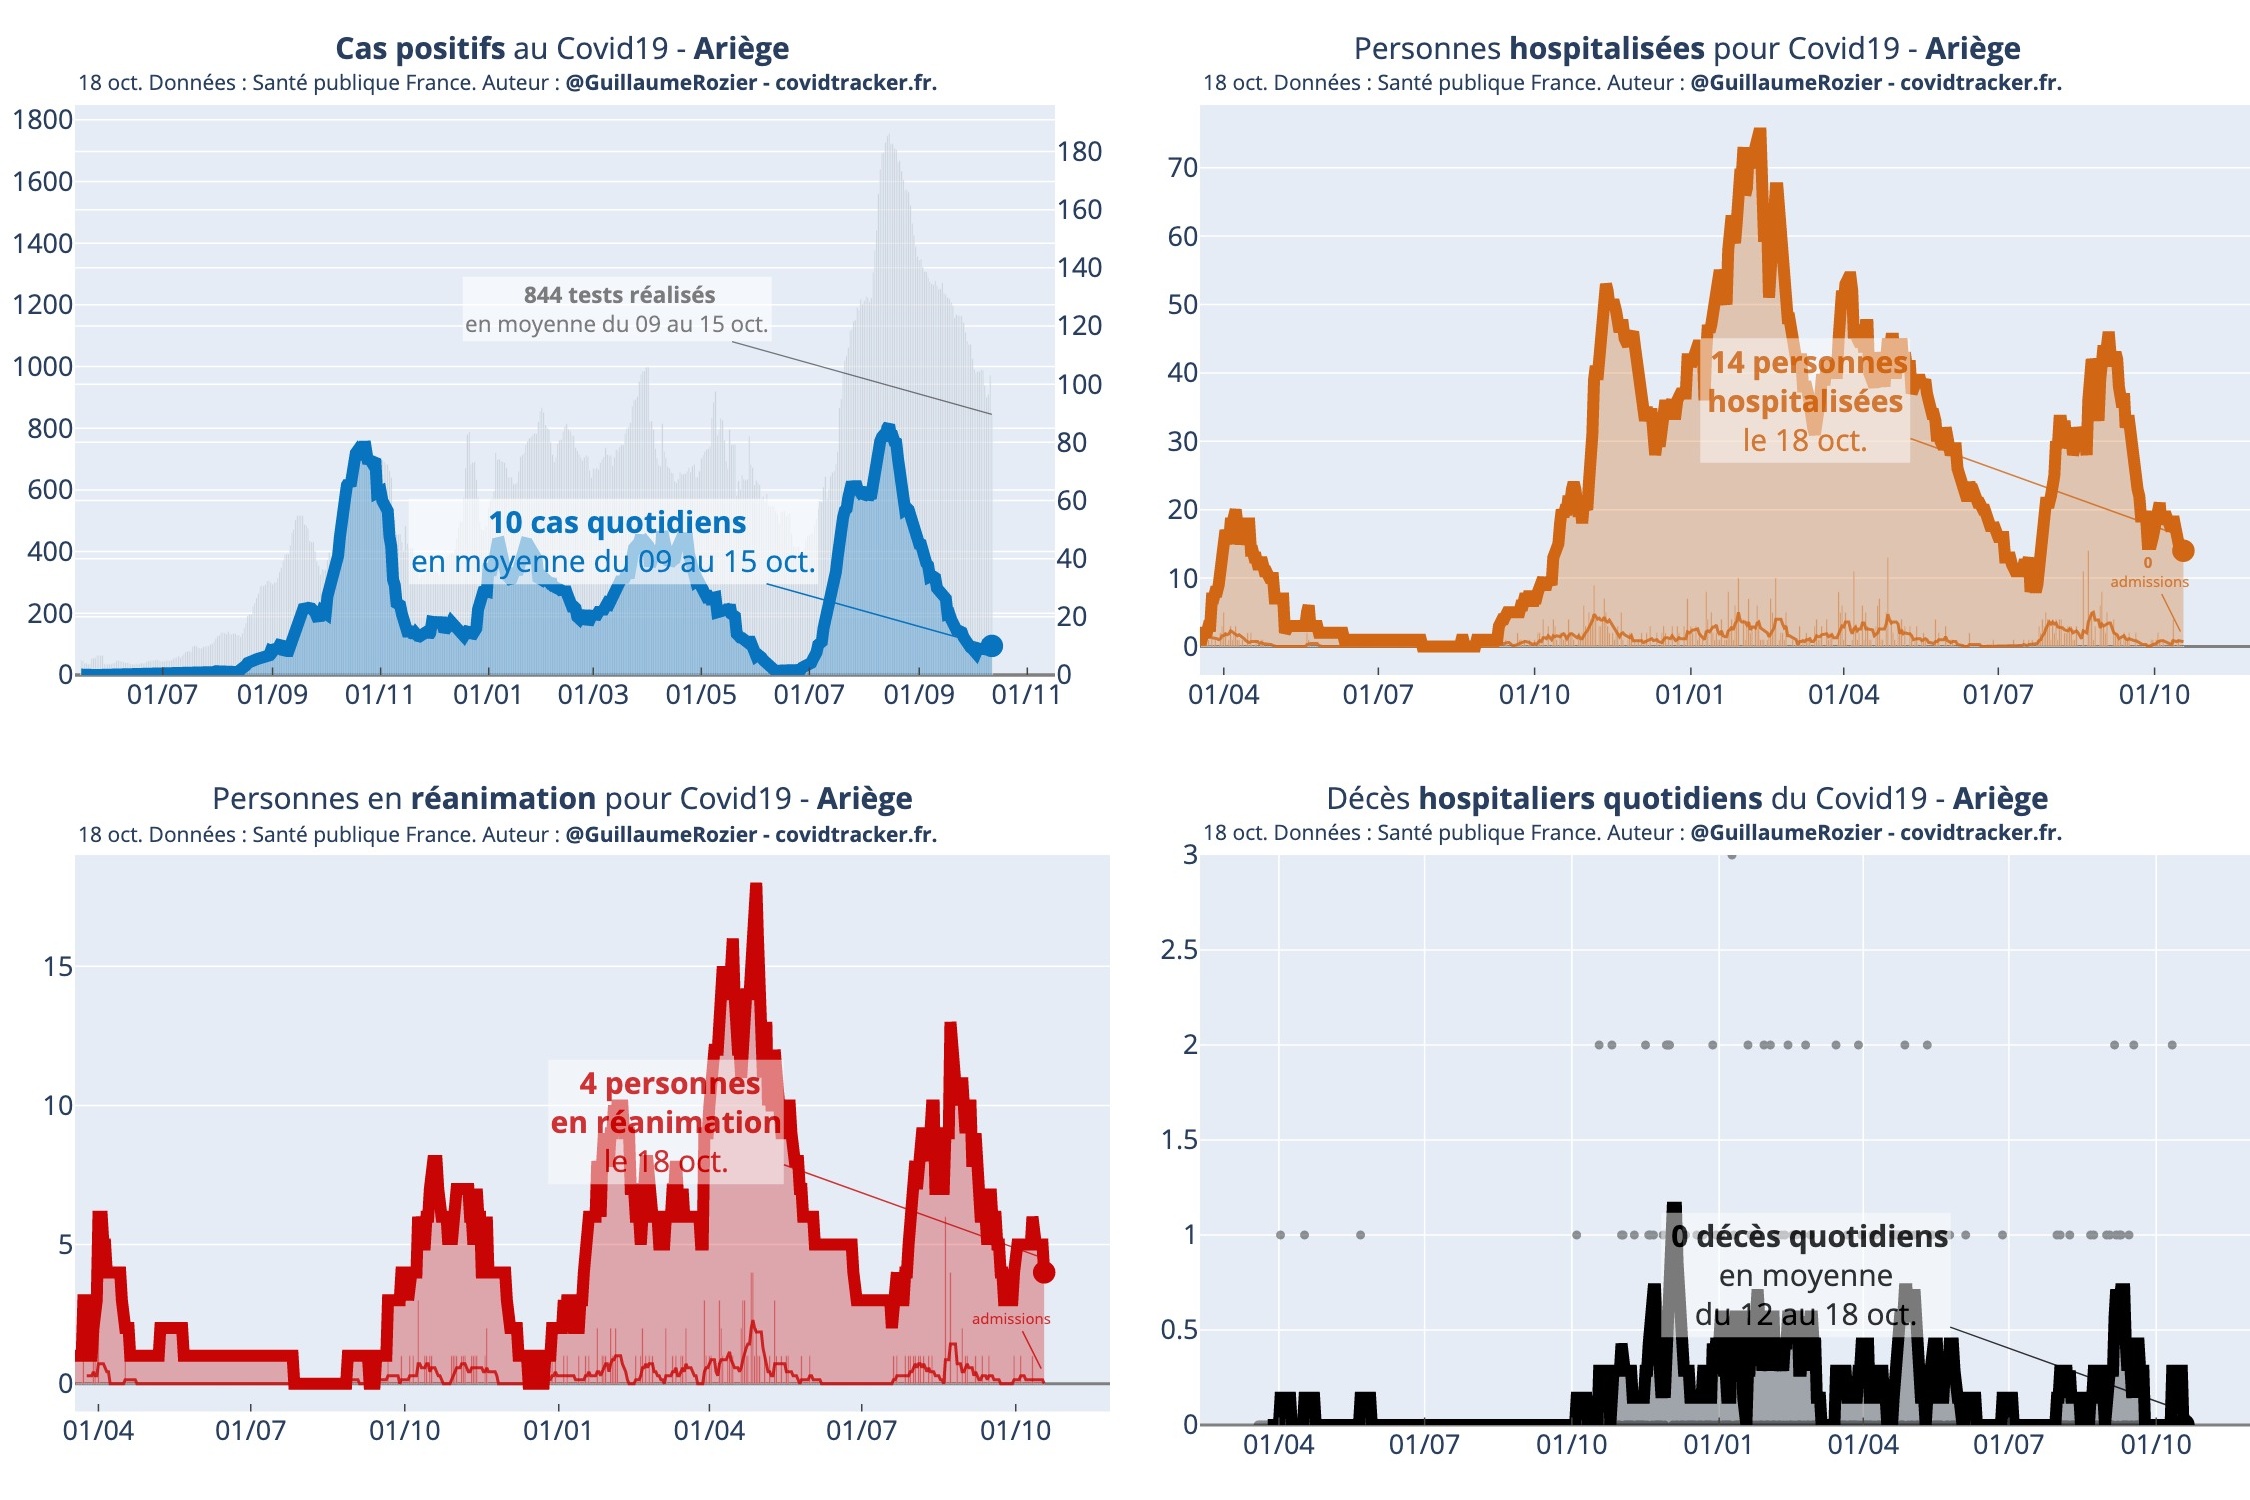 Cas positifs au Covid19 - Ariège
18 oct. Données : Santé publique France. Auteur : @GuillaumeRozier - covidtracker.fr.
1800
1600
1400
1200
1000
800
600
400
200
0
180
160
140
120
100
80
60
40
20
0
844 tests réalisés
en moyenne du 09 au 15 oct.
10 cas quotidiens
en moyenne du 09 au 15 oct.
01/07 01/09 01/11 01/01 01/03 01/05 01/07 01/09 01/11
Personnes hospitalisées pour Covid19 - Ariège
18 oct. Données : Santé publique France. Auteur : @GuillaumeRozier - covidtracker.fr.
70
60
50
40
30
20
10
0
14 personnes
hospitalisées
le 18 oct.
0
admissions
01/04 01/07 01/10 01/01 01/04 01/07 01/10
Personnes en réanimation pour Covid19 - Ariège
18 oct. Données : Santé publique France. Auteur : @GuillaumeRozier - covidtracker.fr.
15
10
5
0
4 personnes
en réanimation
le 18 oct.
admissions
01/04 01/07 01/10 01/01 01/04 01/07 01/10
Décès hospitaliers quotidiens du Covid19 - Ariège
18 oct. Données : Santé publique France. Auteur : @GuillaumeRozier - covidtracker.fr.
3
2.5
2
1.5
1
0.5
0
0 décès quotidiens
en moyenne
du 12 au 18 oct.
01/04 01/07 01/10 01/01 01/04 01/07 01/10